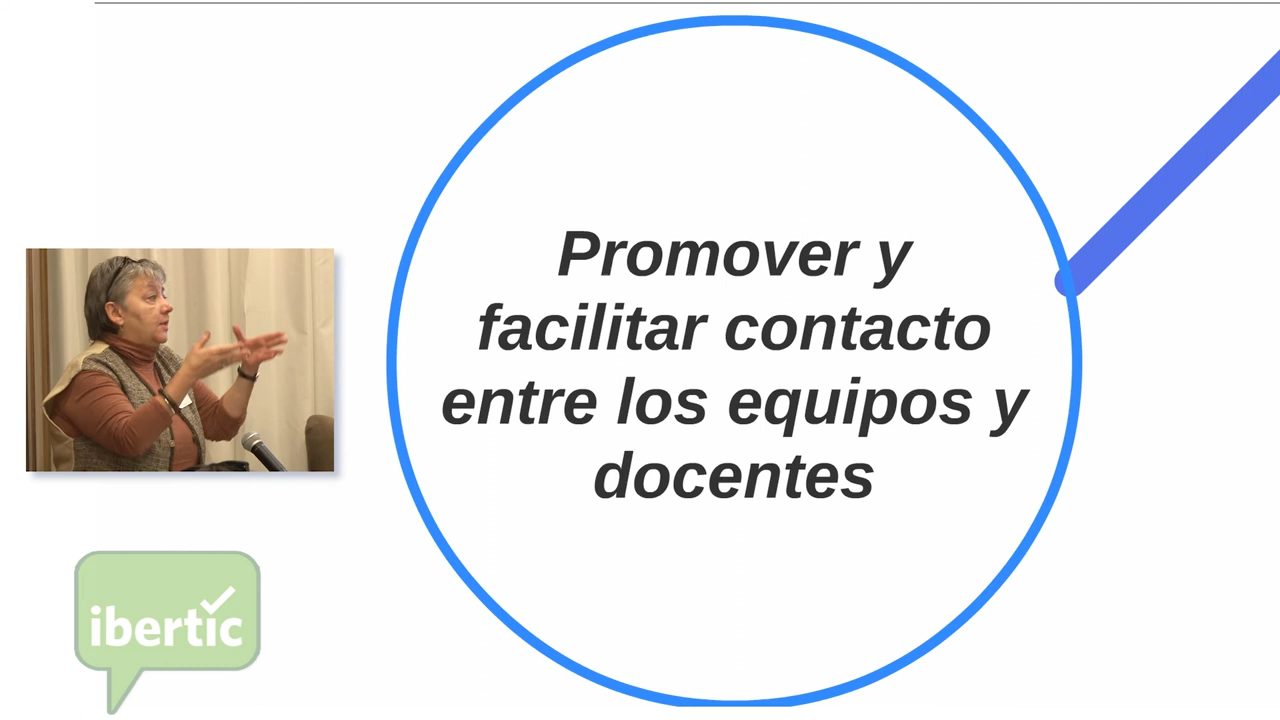 Promover y
facilitar contacto
entre los equipos y
docentes
ibertic